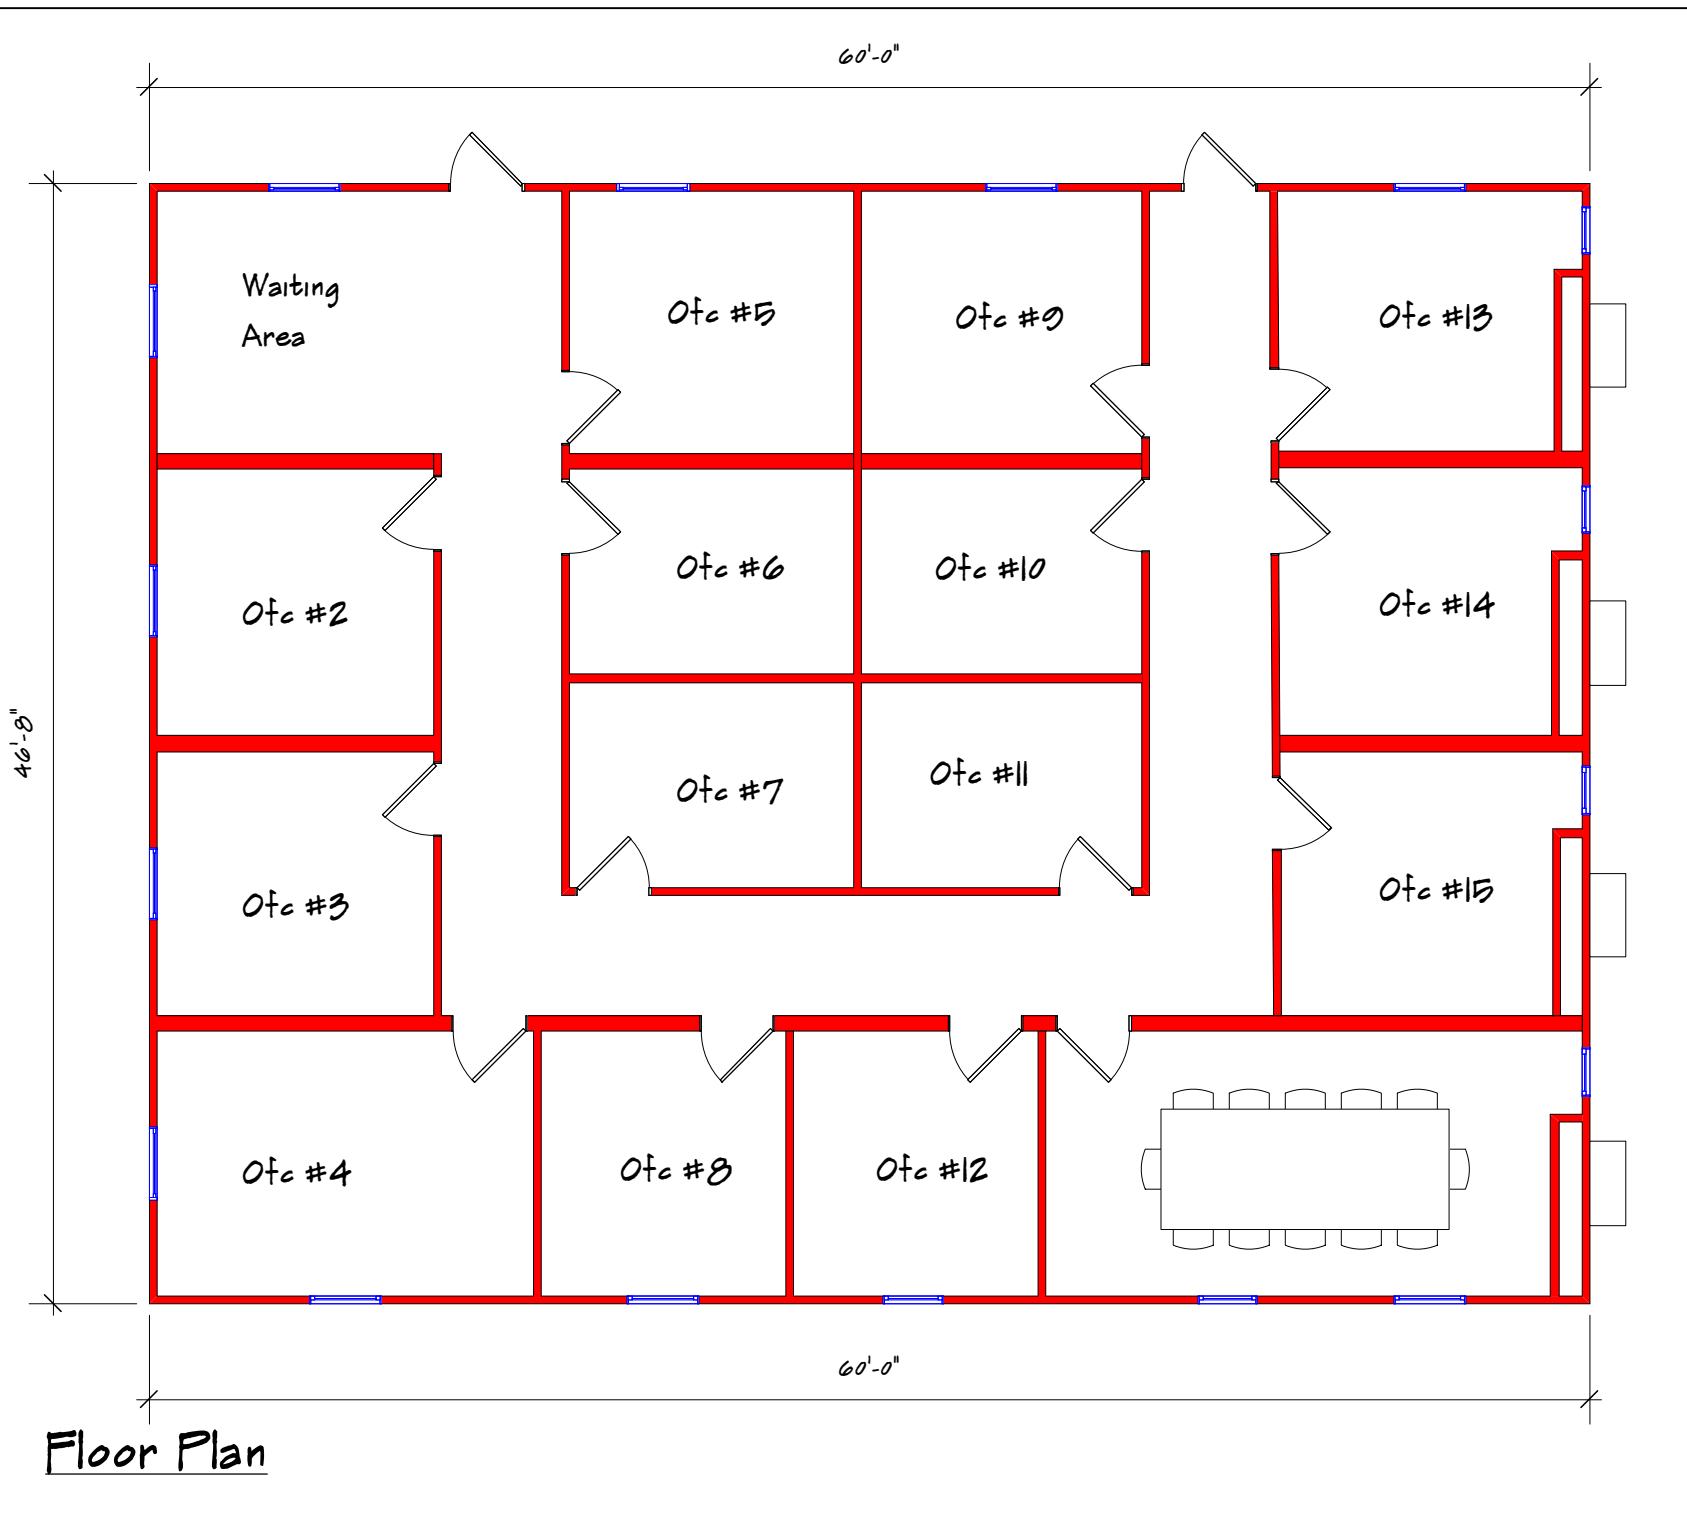 60'-0"
Waiting
Area
Ofc #5
Ofc #9
Ofc #13
Ofc #2
Ofc #6
Ofc #10
Ofc #14
46'-8"
Ofc #3
Ofc #7
Ofc #11
Ofc #15
Ofc #4
Ofc #8
Ofc #12
60'-0"
Floor Plan